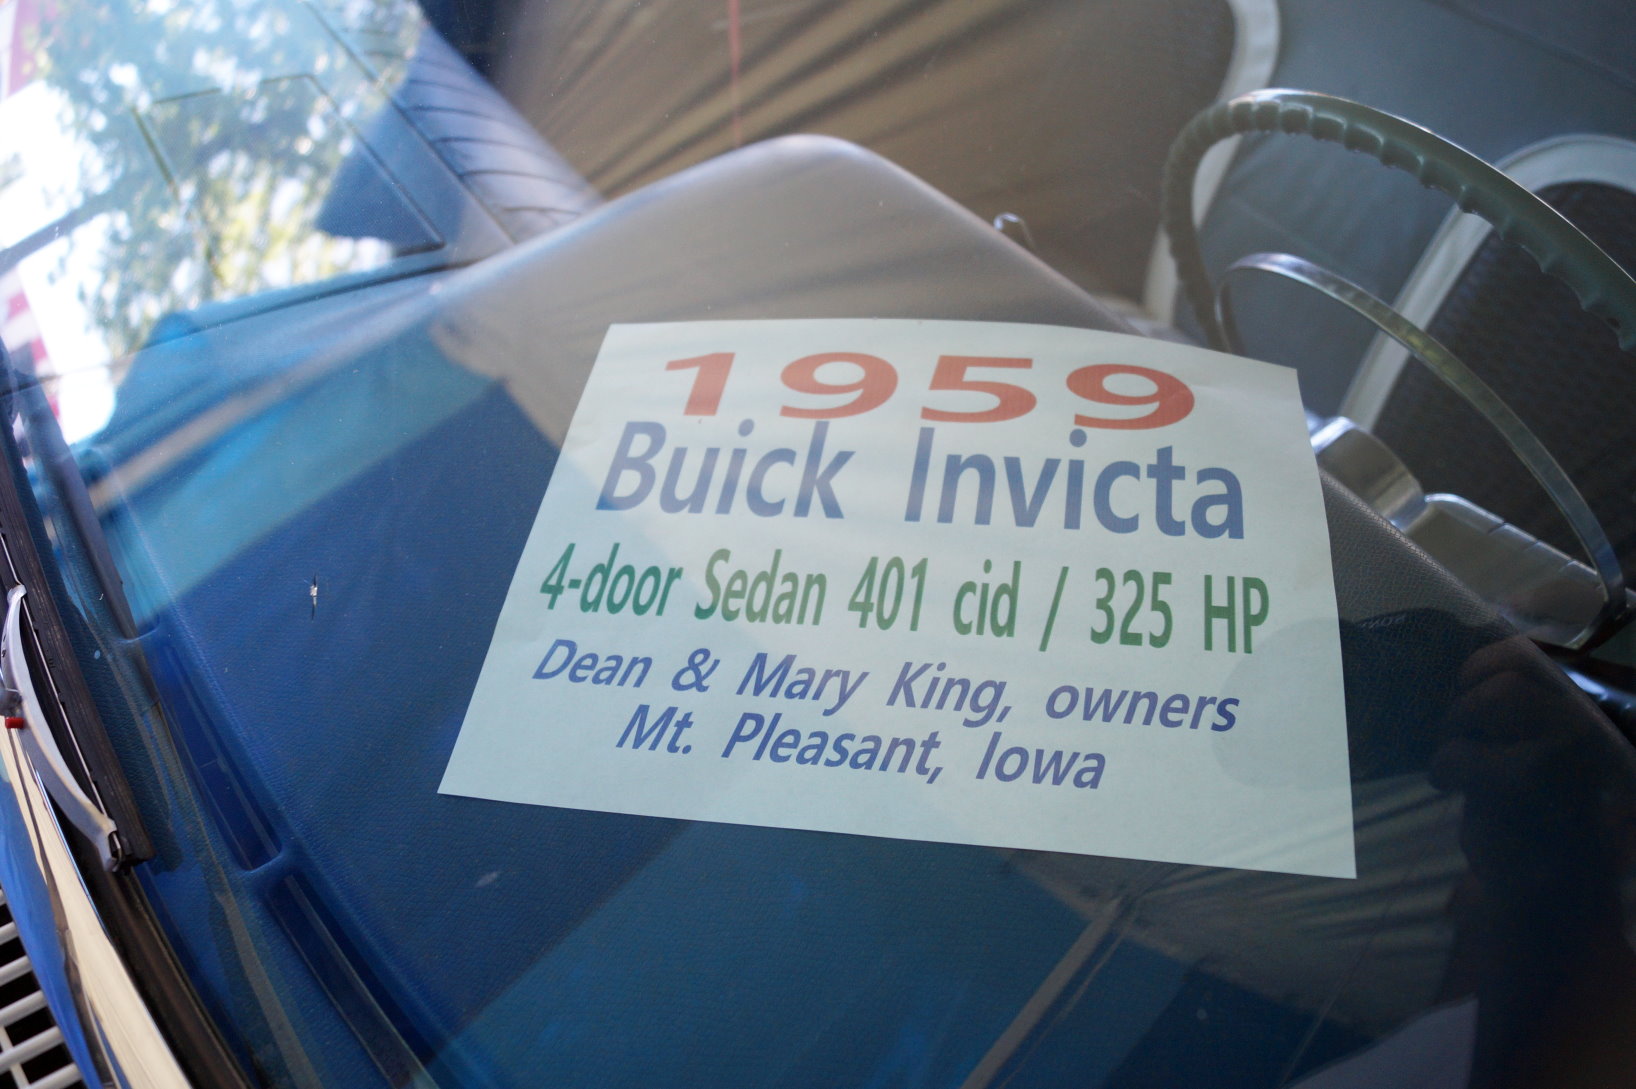 1959
Buick Invicta
4-door Sedan 401 cid / 325 HP
Dean & Mary King, owners
Mt. Pleasant, Iowa